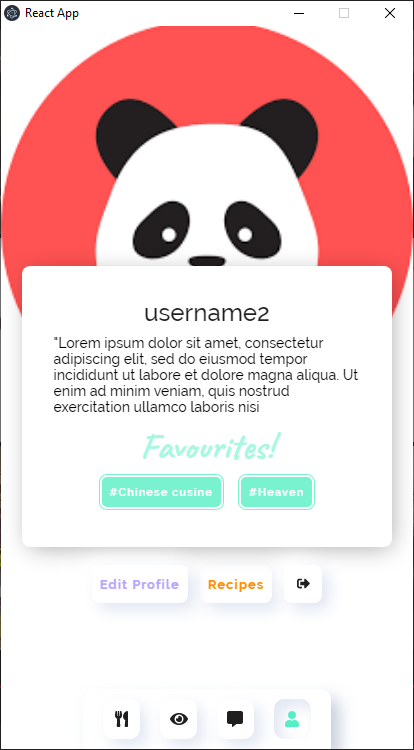 React App
username2
"Lorem ipsum dolor sit amet, consectetur
adipiscing elit, sed do eiusmod tempor
incididunt ut labore et dolore magna aliqua. Ut
enim ad minim veniam, quis nostrud
exercitation ullamco laboris nisi
Favourites!
#Chinese cusine #Heaven
Edit Profile Recipes